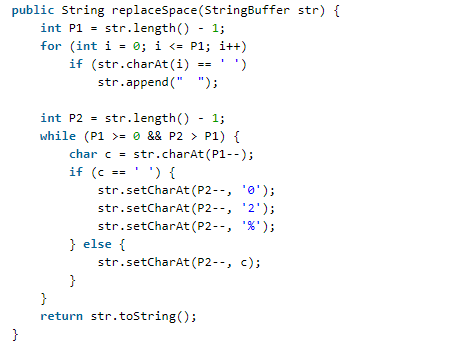 public String replaceSpace(StringBuffer str) {
    int P1 = str.length() - 1;
    for (int i = 0; i <= P1; i++)
        if (str.charAt(i) == ' ')
            str.append("  ");

    int P2 = str.length() - 1;
    while (P1 >= 0 && P2 > P1) {
        char c = str.charAt(P1--);
        if (c == ' ') {
            str.setCharAt(P2--, '0');
            str.setCharAt(P2--, '2');
            str.setCharAt(P2--, '%');
        } else {
            str.setCharAt(P2--, c);
        }
    }
    return str.toString();
}